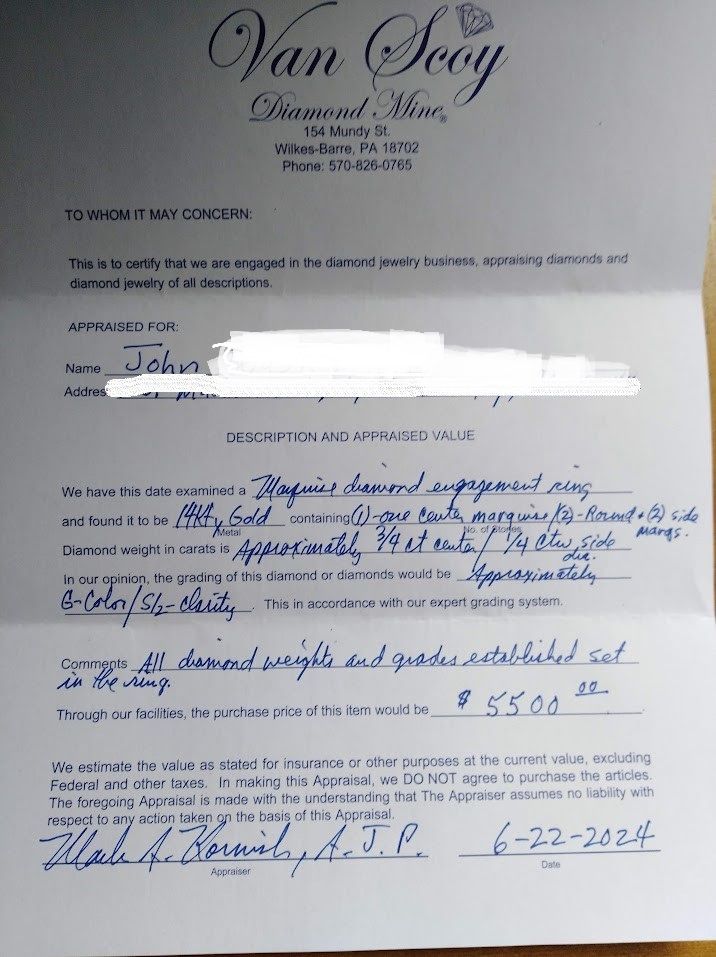 Van Scoy
Diamond Mine®
154 Mundy St.
Wilkes-Barre, PA 18702
Phone: 570-826-0765
TO WHOM IT MAY CONCERN:
This is to certify that we are engaged in the diamond jewelry business, appraising diamonds and
diamond jewelry of all descriptions.
APPRAISED FOR:
Name John
Addres
DESCRIPTION AND APPRAISED VALUE
We have this date examined a Marquise diamond engagement ring
and found it to be 14Kty Gold containing (1)-one center marquise/(2)-Round + (2) side
Metal No. of Stones marqs.
Diamond weight in carats is Approximately 3/4 ct center/ 1/4 ctw side
dia.
In our opinion, the grading of this diamond or diamonds would be Approximately
G-Color/SI2-Clarity. This in accordance with our expert grading system.
Comments All diamond weights and grades established set
in the ring.
Through our facilities, the purchase price of this item would be $ 5500 00
We estimate the value as stated for insurance or other purposes at the current value, excluding
Federal and other taxes. In making this Appraisal, we DO NOT agree to purchase the articles.
The foregoing Appraisal is made with the understanding that The Appraiser assumes no liability with
respect to any action taken on the basis of this Appraisal.
Mark A. A.J.P. 6-22-2024
Appraiser Date